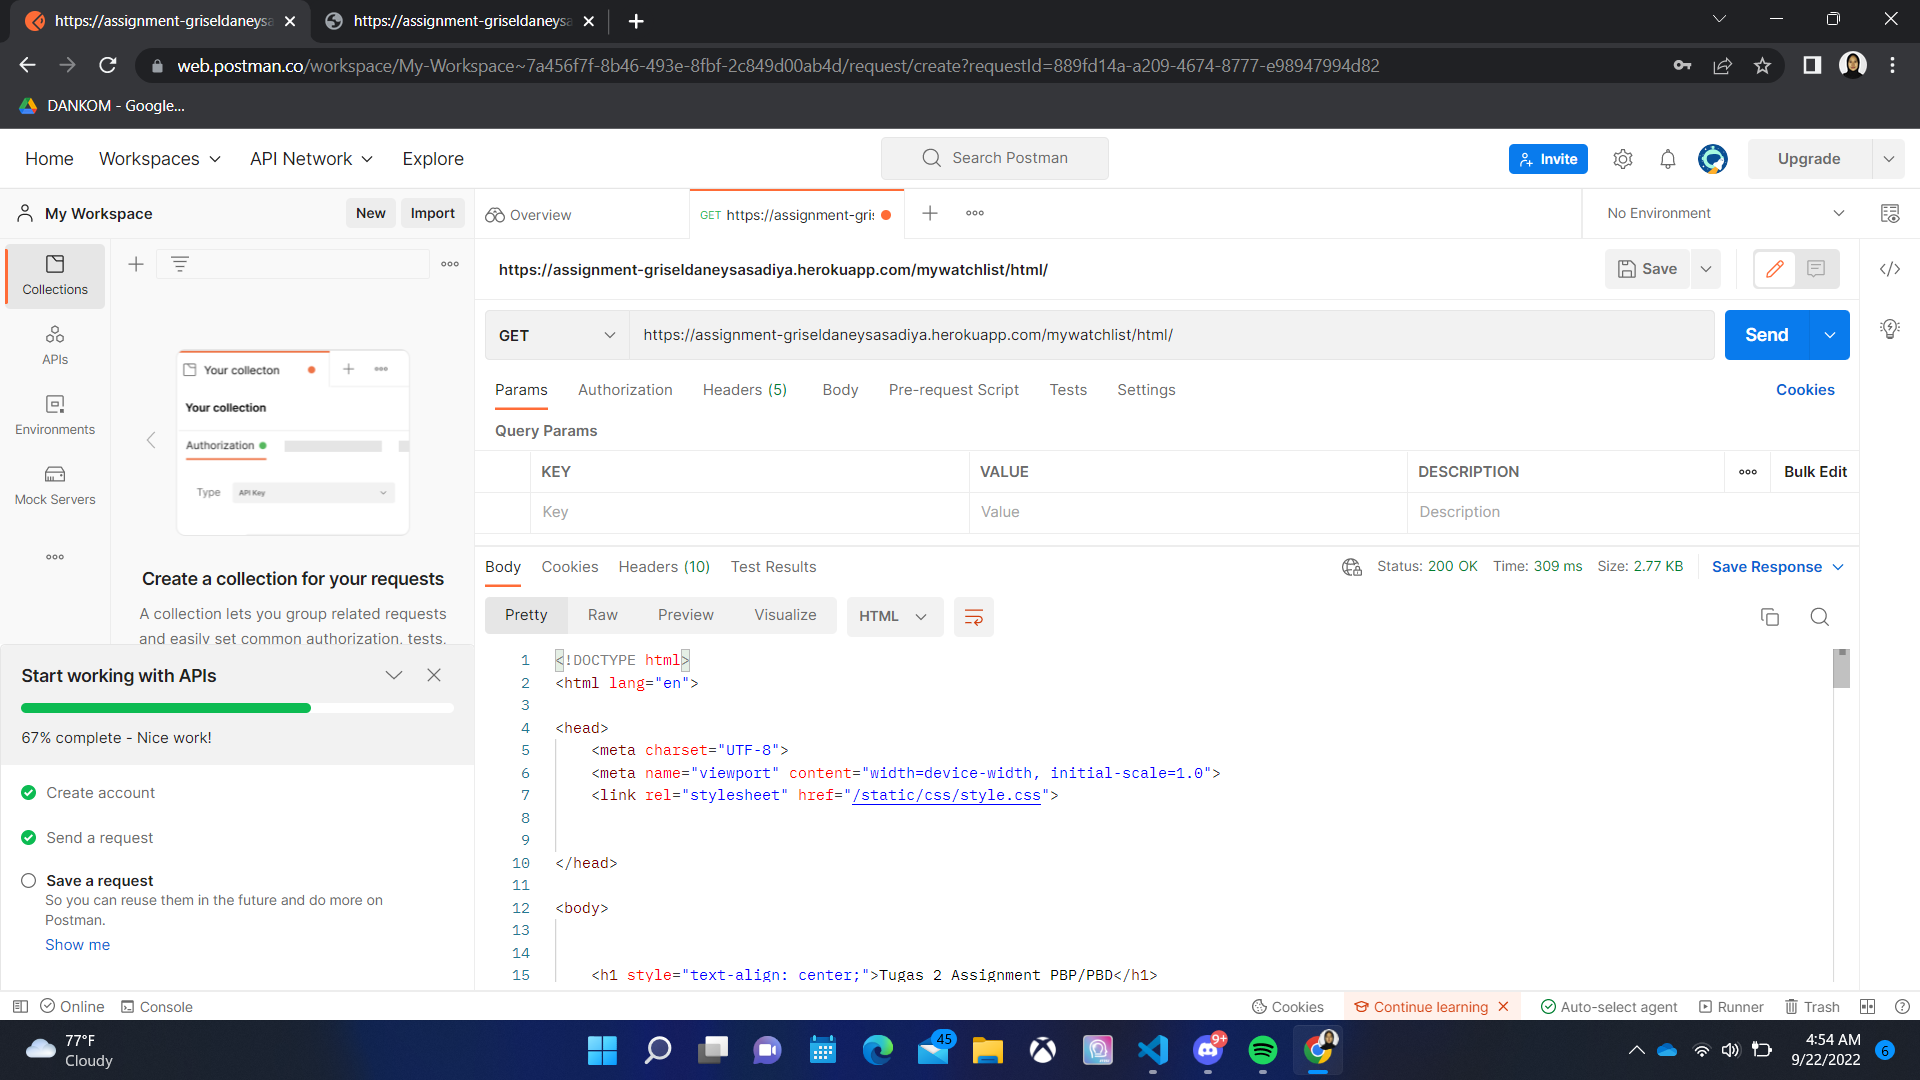 https://assignment-griseldaneysa
https://assignment-griseldaneysa
web.postman.co/workspace/My-Workspace~7a456f7f-8b46-493e-8fbf-2c849d00ab4d/request/create?requestId=889fd14a-a209-4674-8777-e98947994d82
DANKOM - Google...
Home Workspaces API Network Explore
Search Postman
Invite
Upgrade
My Workspace New Import
Overview
GET https://assignment-gri
No Environment
Collections
APIs
Environments
Mock Servers
Your collecton
Your collection
Authorization
Type API Key
Create a collection for your requests
A collection lets you group related requests
and easily set common authorization, tests,
https://assignment-griseldaneysasadiya.herokuapp.com/mywatchlist/html/
Save
GET https://assignment-griseldaneysasadiya.herokuapp.com/mywatchlist/html/
Send
Params Authorization Headers (5) Body Pre-request Script Tests Settings Cookies
Query Params
KEY VALUE DESCRIPTION Bulk Edit
Key Value Description
Body Cookies Headers (10) Test Results
Status: 200 OK Time: 309 ms Size: 2.77 KB Save Response
Pretty Raw Preview Visualize HTML
1 <!DOCTYPE html>
2 <html lang="en">
3
4 <head>
5 <meta charset="UTF-8">
6 <meta name="viewport" content="width=device-width, initial-scale=1.0">
7 <link rel="stylesheet" href="/static/css/style.css">
8
9
10 </head>
11
12 <body>
13
14
15 <h1 style="text-align: center;">Tugas 2 Assignment PBP/PBD</h1>
Start working with APIs
67% complete - Nice work!
Create account
Send a request
Save a request
So you can reuse them in the future and do more on
Postman.
Show me
Online Console
Cookies Continue learning Auto-select agent Runner Trash
77°F
Cloudy
45
9+
4:54 AM
9/22/2022
6